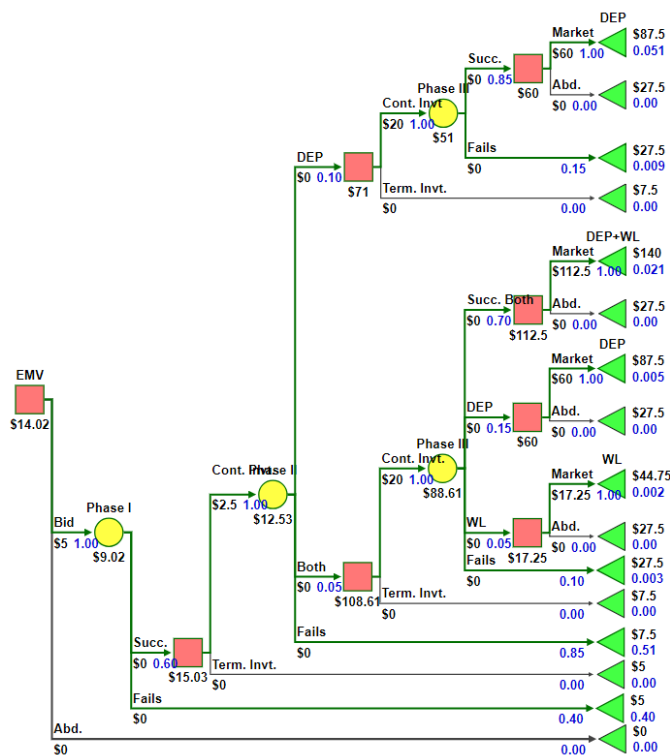 DEP
Market
$87.5
$60 1.00
0.051
Succ.
$0 0.85
$60
Abd.
$27.5
$0 0.00
0.00
Phase III
Cont. Invt
$20 1.00
$51
Fails
$27.5
$0
0.15
0.009
DEP
$0 0.10
$71
Term. Invt.
$7.5
$0
0.00
0.00
DEP+WL
Market
$140
$112.5 1.00
0.021
Succ. Both
$0 0.70
$112.5
Abd.
$27.5
$0 0.00
0.00
DEP
Market
$87.5
$60 1.00
0.005
DEP
$0 0.15
$60
Abd.
$27.5
$0 0.00
0.00
Phase III
Cont. Invt.
$20 1.00
$88.61
WL
Market
$44.75
$17.25 1.00
0.002
WL
$0 0.05
$17.25
Abd.
$27.5
$0 0.00
0.00
Fails
$27.5
$0
0.10
0.003
Both
$0 0.05
$108.61
Term. Invt.
$7.5
$0
0.00
0.00
EMV
$14.02
Bid
$5 1.00
Phase I
$9.02
Cont. Invt.
Phase II
$2.5 1.00
$12.53
Fails
$7.5
$0
0.85
0.51
Succ.
$0 0.60
$15.03
Term. Invt.
$5
$0
0.00
0.00
Fails
$5
$0
0.40
0.40
Abd.
$0
$0
0.00
0.00